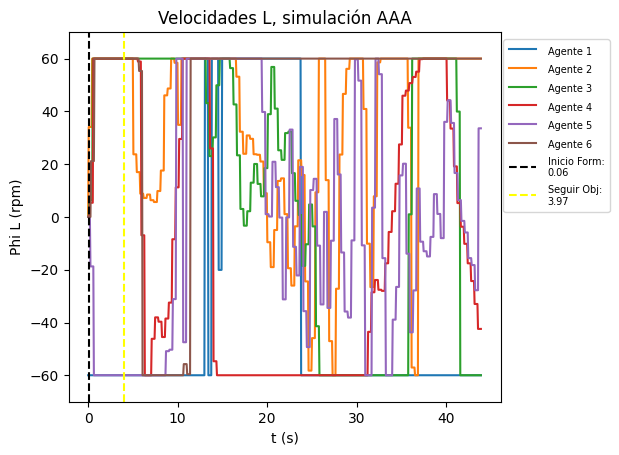 Velocidades L, simulación AAA
Phi L (rpm)
60
40
20
0
−20
−40
−60
0
10
20
30
40
t (s)
Agente 1
Agente 2
Agente 3
Agente 4
Agente 5
Agente 6
Inicio Form:
0.06
Seguir Obj:
3.97